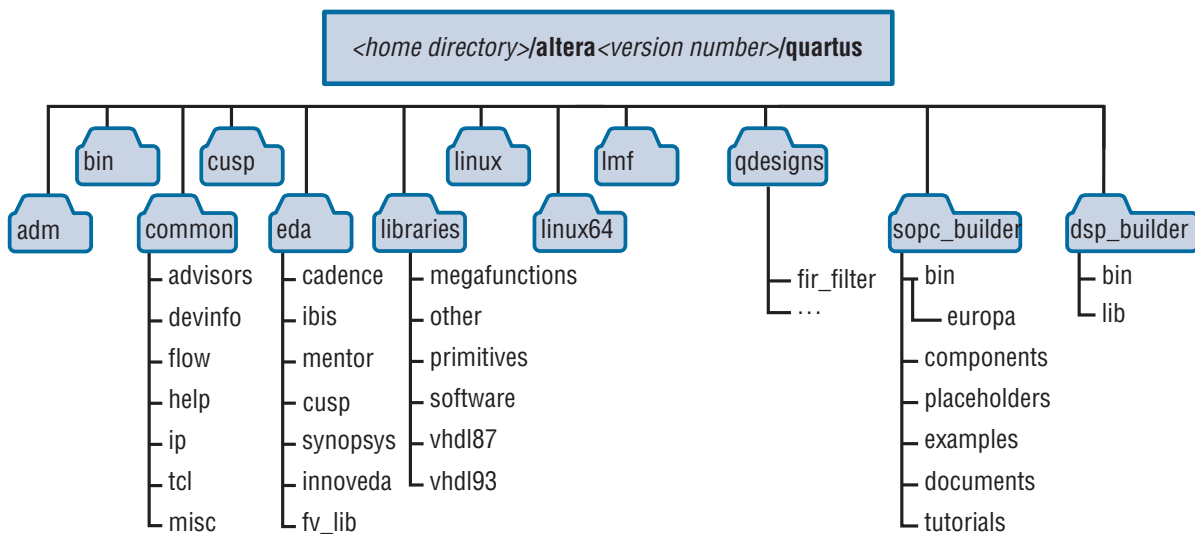 <home directory>/altera<version number>/quartus
bin
cusp
linux
lmf
qdesigns
adm
common
eda
libraries
linux64
sopc_builder
dsp_builder
advisors
devinfo
flow
help
ip
tcl
misc
cadence
ibis
mentor
cusp
synopsys
innoveda
fv_lib
megafunctions
other
primitives
software
vhdl87
vhdl93
fir_filter
...
bin
europa
components
placeholders
examples
documents
tutorials
bin
lib